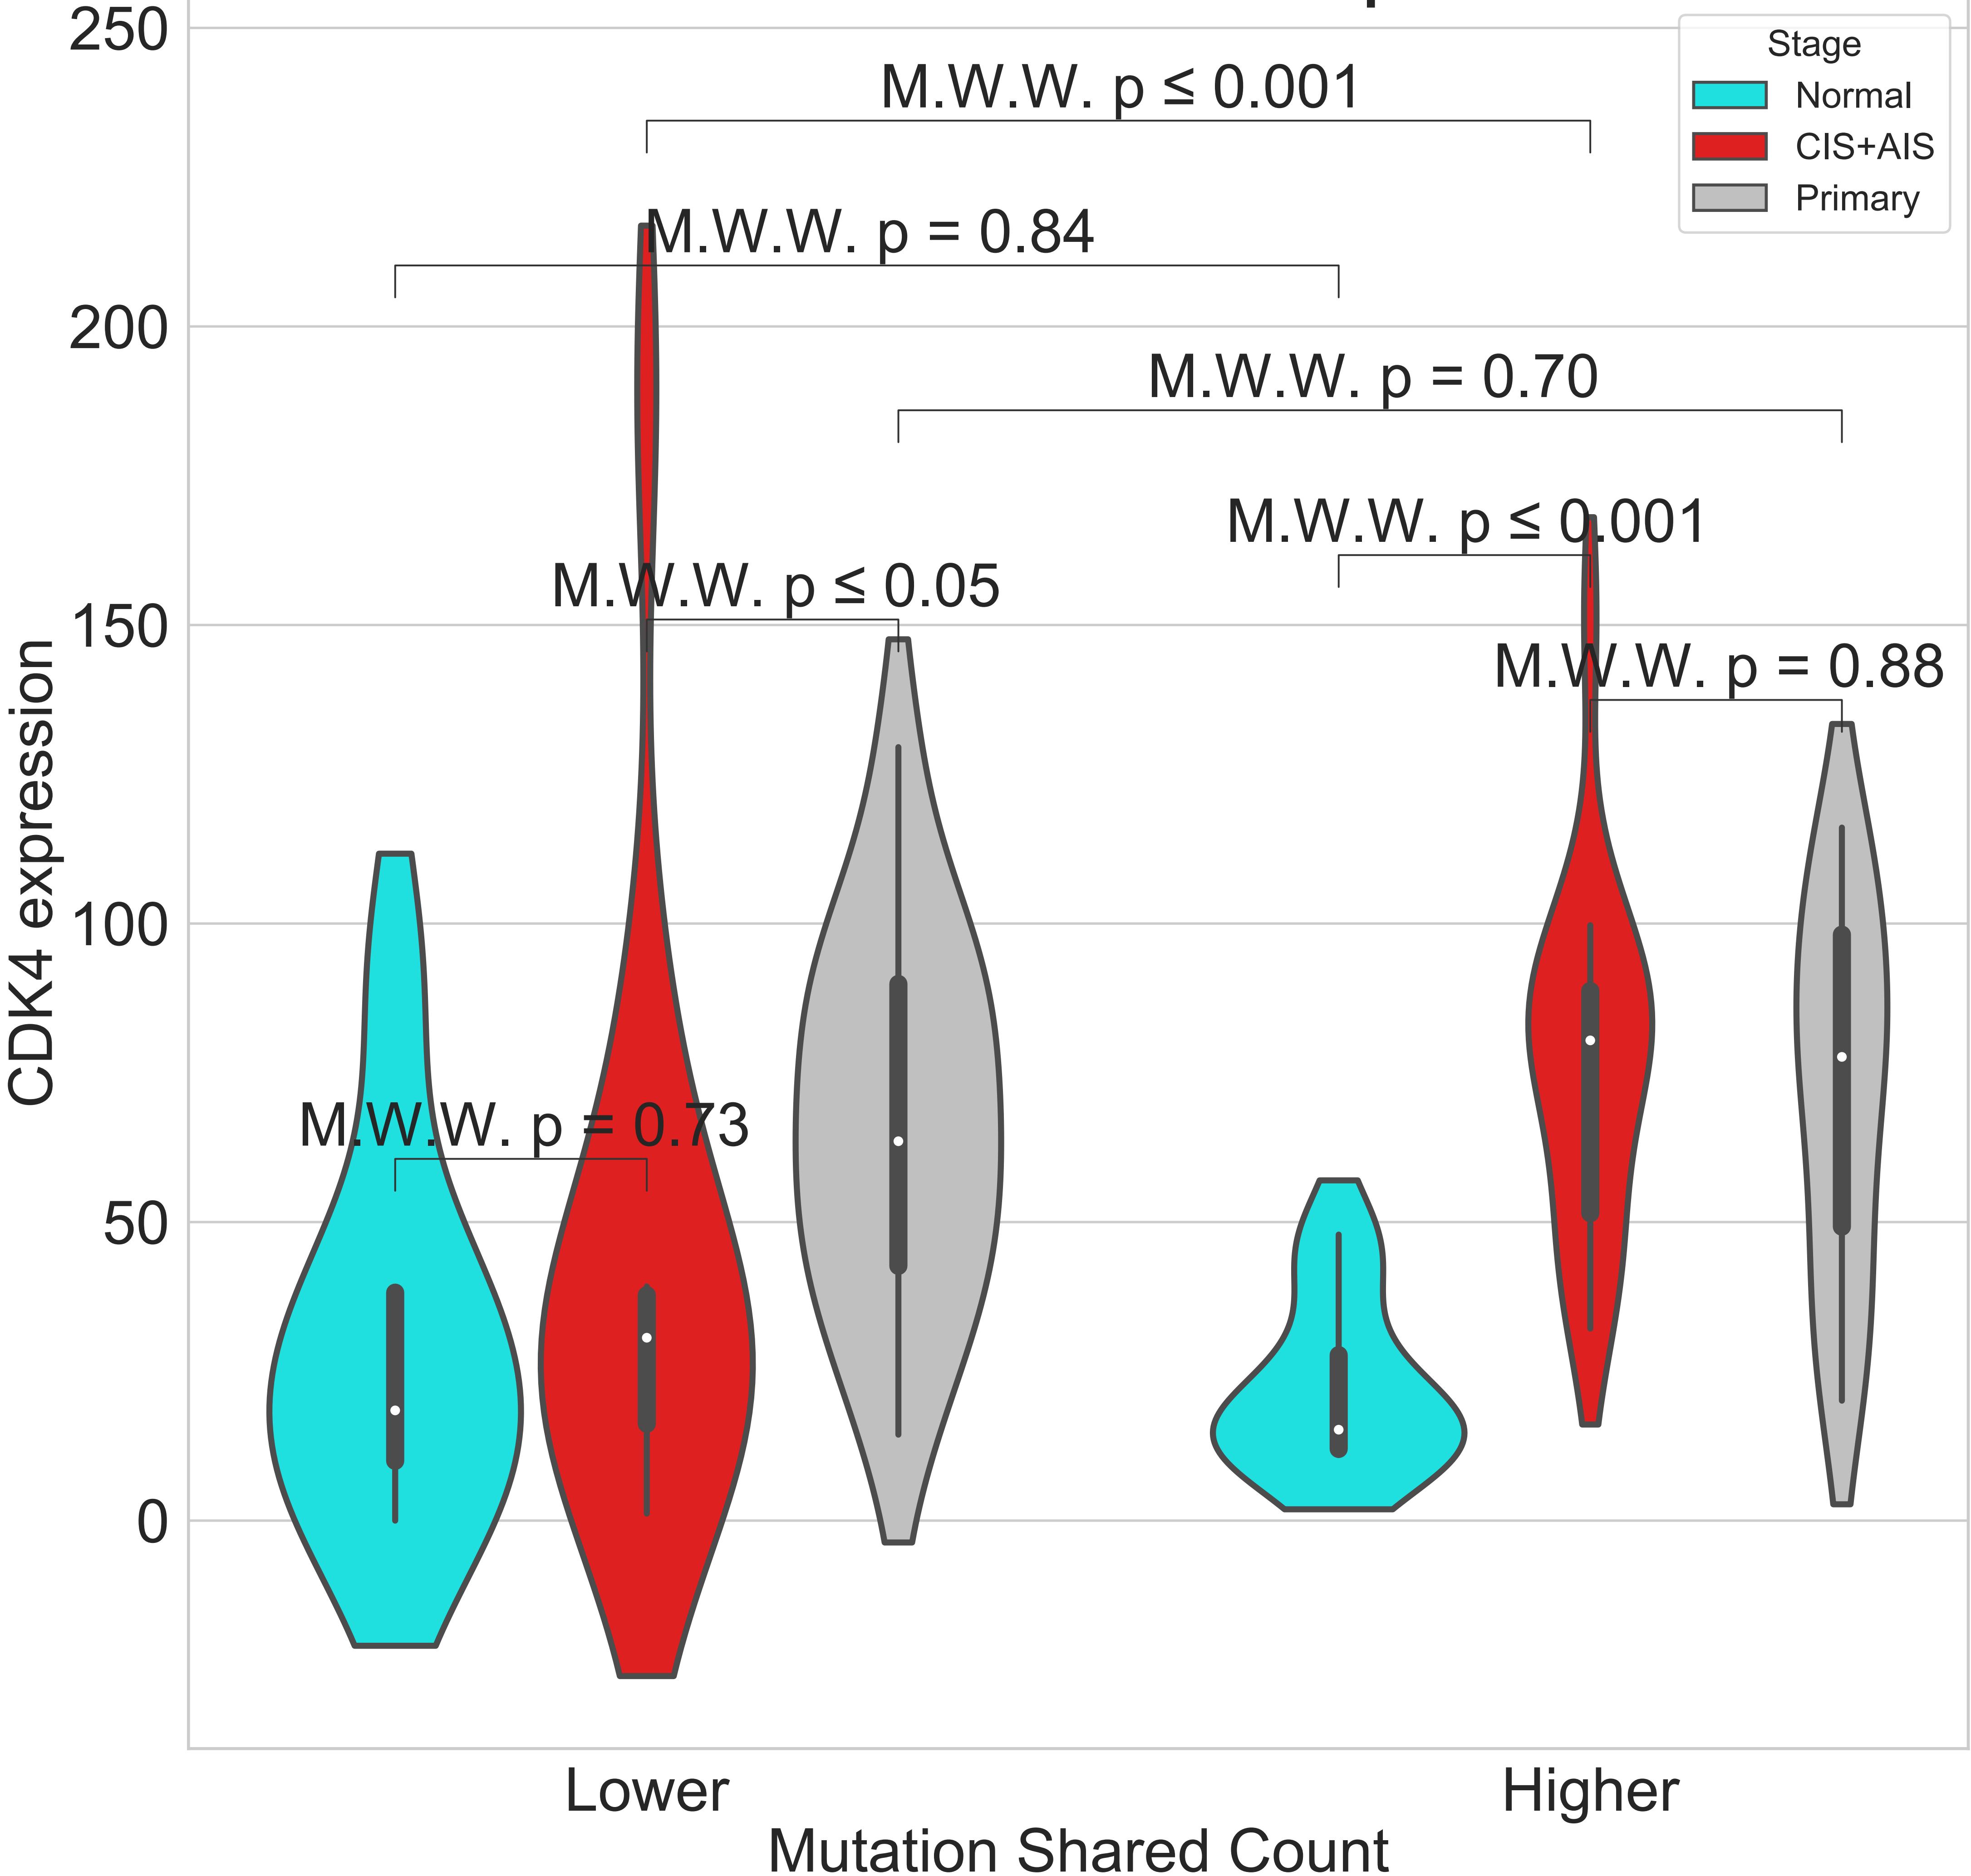 250
Stage
Normal
CIS+AIS
Primary
M.W.W. p ≤ 0.001
M.W.W. p = 0.84
200
M.W.W. p = 0.70
M.W.W. p ≤ 0.001
M.W.W. p ≤ 0.05
150
M.W.W. p = 0.88
CDK4 expression
100
M.W.W. p = 0.73
50
0
Lower
Higher
Mutation Shared Count